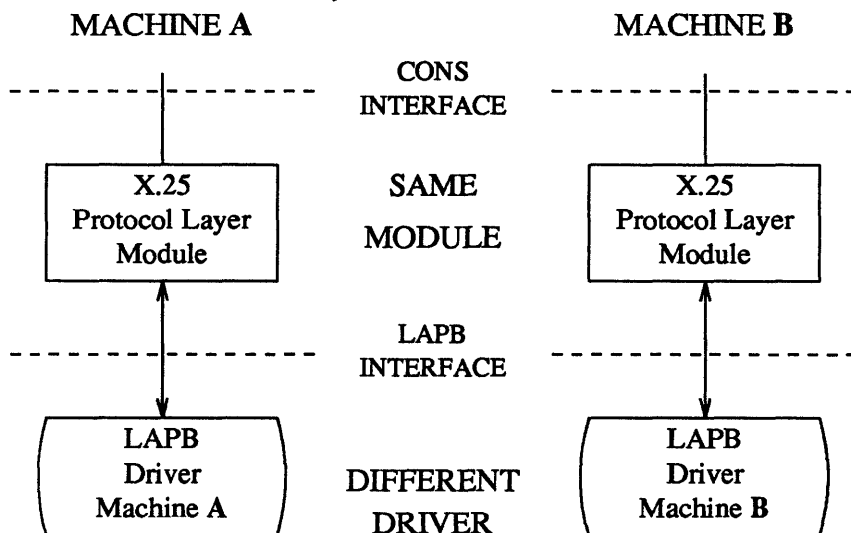 MACHINE A
MACHINE B
CONS
INTERFACE
X.25
Protocol Layer
Module
SAME
MODULE
X.25
Protocol Layer
Module
LAPB
INTERFACE
LAPB
Driver
Machine A
DIFFERENT
DRIVER
LAPB
Driver
Machine B